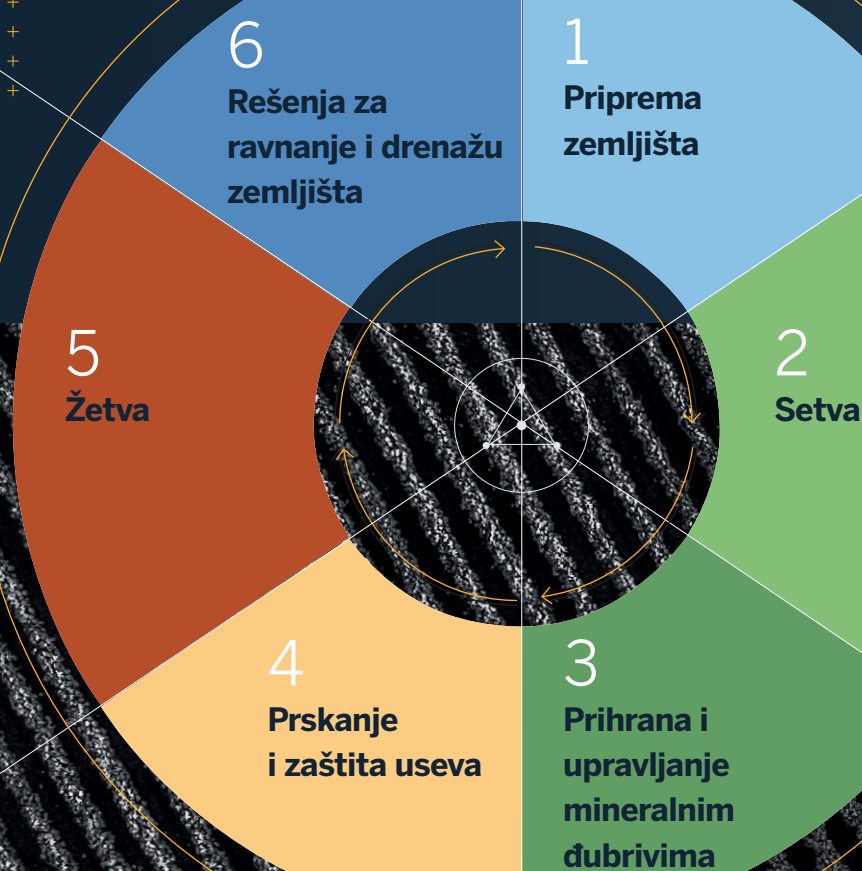 6
Rešenja za
ravnanje i drenažu
zemljišta
1
Priprema
zemljišta
5
Žetva
2
Setva
4
Prskanje
i zaštita useva
3
Prihrana i
upravljanje
mineralnim
đubrivima